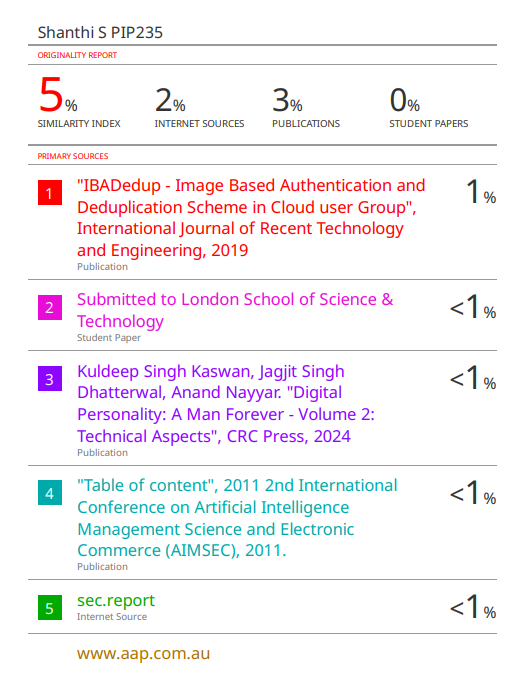 Shanthi S PIP235
ORIGINALITY REPORT
5%
2%
3%
0%
SIMILARITY INDEX
INTERNET SOURCES
PUBLICATIONS
STUDENT PAPERS
PRIMARY SOURCES
1
"IBADedup - Image Based Authentication and
Deduplication Scheme in Cloud user Group",
International Journal of Recent Technology
and Engineering, 2019
Publication
1%
2
Submitted to London School of Science &
Technology
Student Paper
<1%
3
Kuldeep Singh Kaswan, Jagjit Singh
Dhatterwal, Anand Nayyar. "Digital
Personality: A Man Forever - Volume 2:
Technical Aspects", CRC Press, 2024
Publication
<1%
4
"Table of content", 2011 2nd International
Conference on Artificial Intelligence
Management Science and Electronic
Commerce (AIMSEC), 2011.
Publication
<1%
5
sec.report
Internet Source
<1%
www.aap.com.au